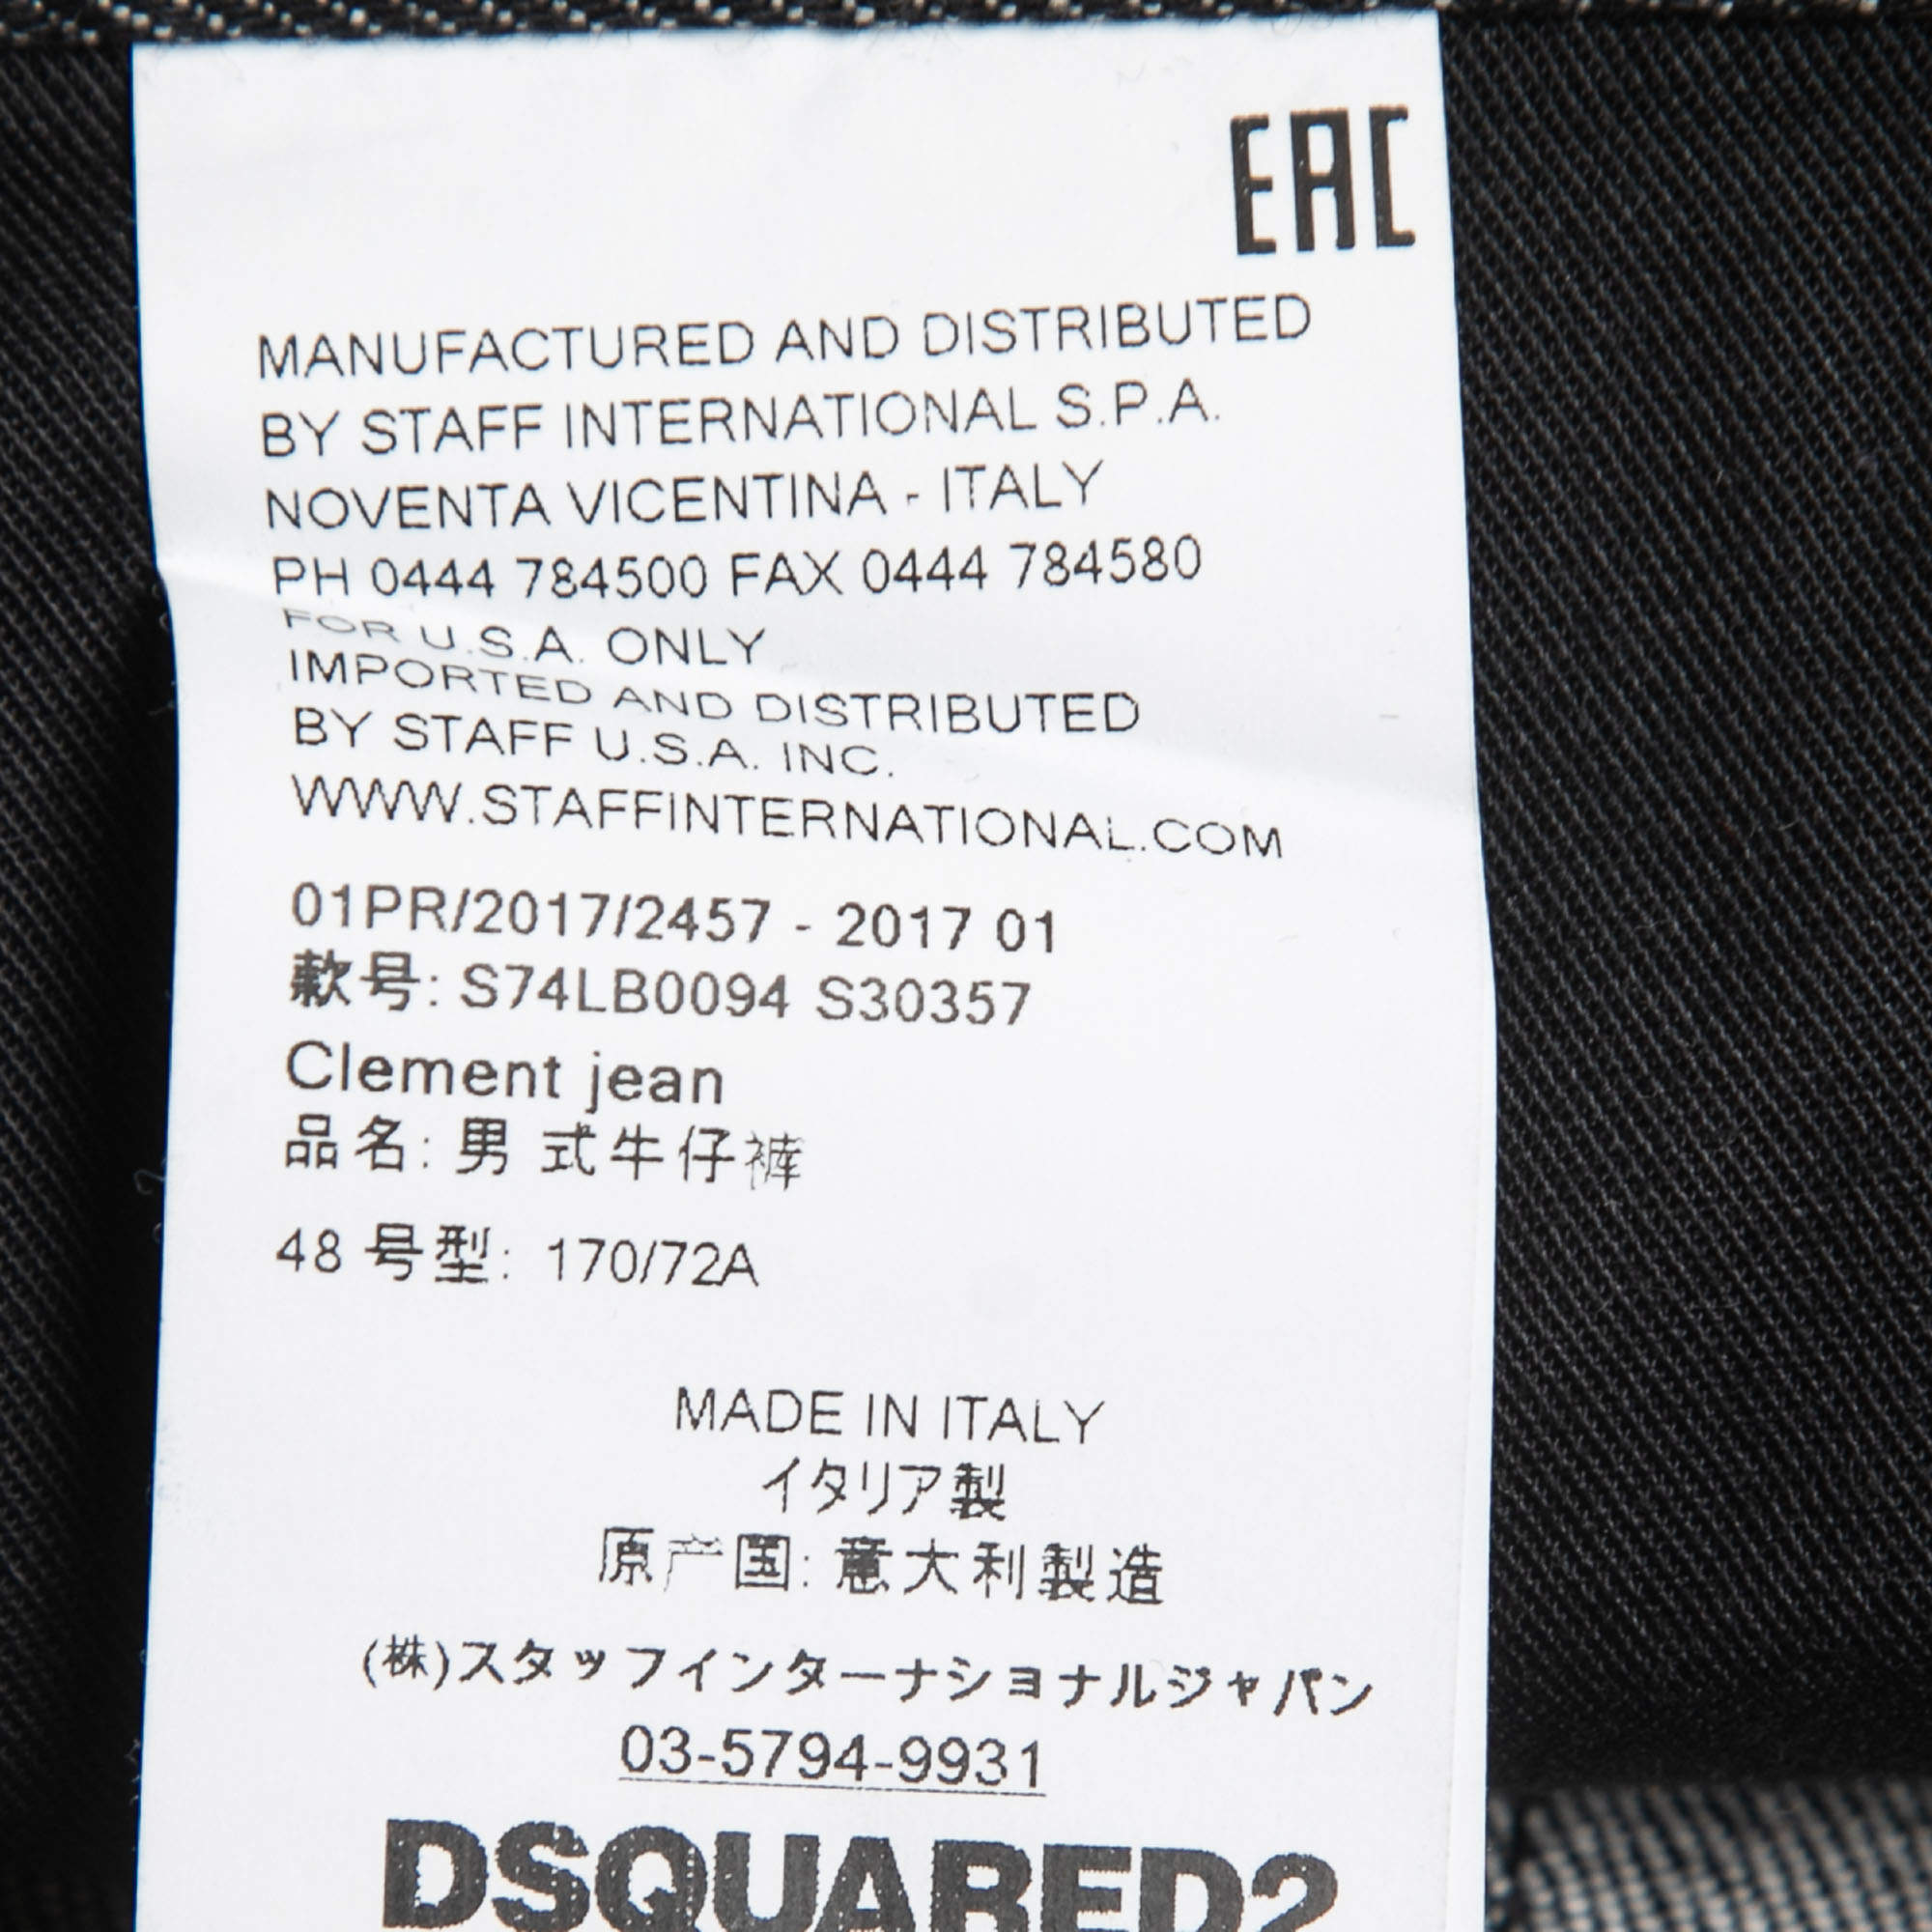 EAC
MANUFACTURED AND DISTRIBUTED
BY STAFF INTERNATIONAL S.P.A.
NOVENTA VICENTINA - ITALY
PH 0444 784500 FAX 0444 784580
FOR U.S.A. ONLY
IMPORTED AND DISTRIBUTED
BY STAFF U.S.A. INC.
WWW.STAFFINTERNATIONAL.COM
01PR/2017/2457 - 2017 01
款号: S74LB0094 S30357
Clement jean
品名: 男 式牛仔裤
48 号型: 170/72A
MADE IN ITALY
イタリア製
原产国: 意大利製造
(株)スタッフインターナショナルジャパン
03-5794-9931
DSQUARED2